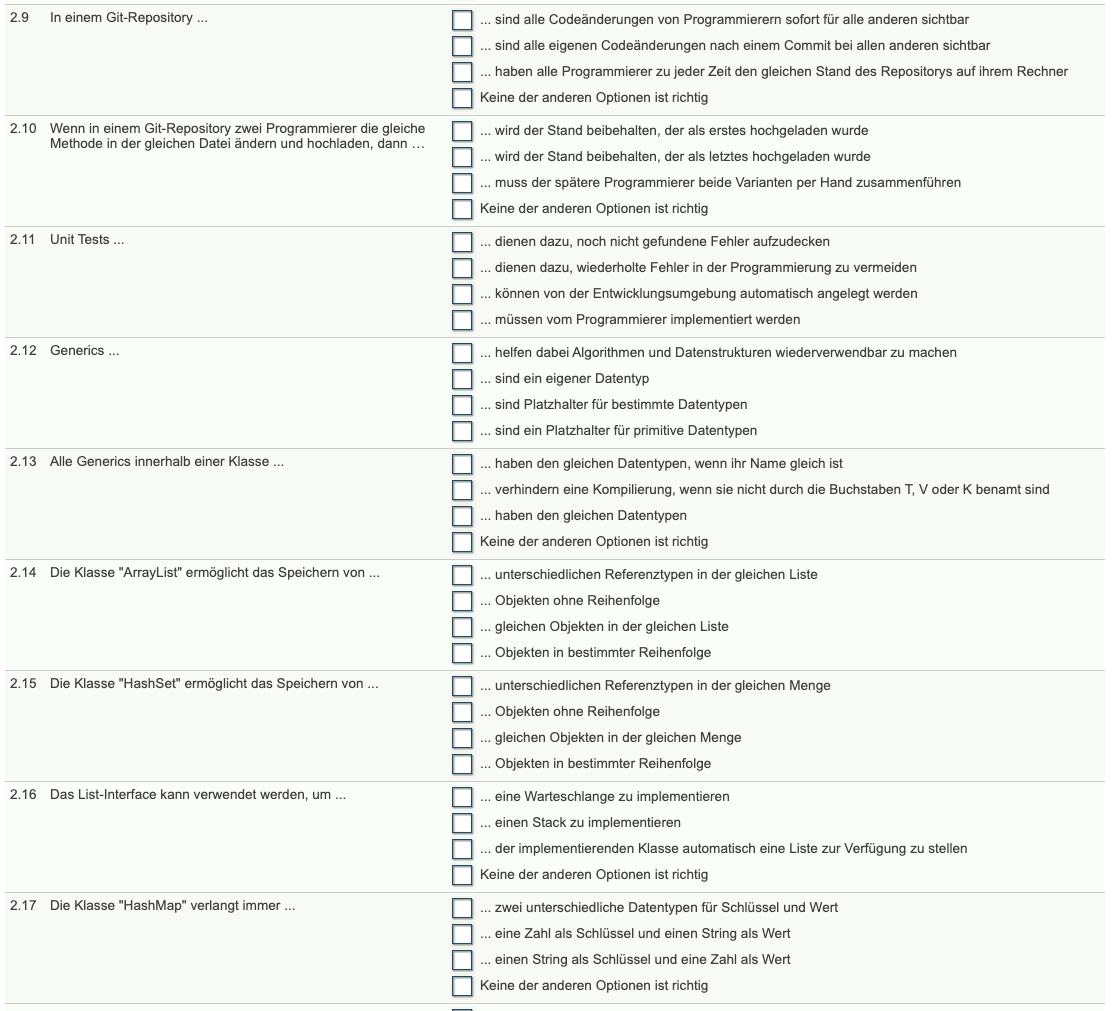 2.9 In einem Git-Repository ...
... sind alle Codeänderungen von Programmierern sofort für alle anderen sichtbar
... sind alle eigenen Codeänderungen nach einem Commit bei allen anderen sichtbar
... haben alle Programmierer zu jeder Zeit den gleichen Stand des Repositorys auf ihrem Rechner
Keine der anderen Optionen ist richtig
2.10 Wenn in einem Git-Repository zwei Programmierer die gleiche
Methode in der gleichen Datei ändern und hochladen, dann …
... wird der Stand beibehalten, der als erstes hochgeladen wurde
... wird der Stand beibehalten, der als letztes hochgeladen wurde
... muss der spätere Programmierer beide Varianten per Hand zusammenführen
Keine der anderen Optionen ist richtig
2.11 Unit Tests ...
... dienen dazu, noch nicht gefundene Fehler aufzudecken
... dienen dazu, wiederholte Fehler in der Programmierung zu vermeiden
... können von der Entwicklungsumgebung automatisch angelegt werden
... müssen vom Programmierer implementiert werden
2.12 Generics ...
... helfen dabei Algorithmen und Datenstrukturen wiederverwendbar zu machen
... sind ein eigener Datentyp
... sind Platzhalter für bestimmte Datentypen
... sind ein Platzhalter für primitive Datentypen
2.13 Alle Generics innerhalb einer Klasse ...
... haben den gleichen Datentypen, wenn ihr Name gleich ist
... verhindern eine Kompilierung, wenn sie nicht durch die Buchstaben T, V oder K benamt sind
... haben den gleichen Datentypen
Keine der anderen Optionen ist richtig
2.14 Die Klasse "ArrayList" ermöglicht das Speichern von ...
... unterschiedlichen Referenztypen in der gleichen Liste
... Objekten ohne Reihenfolge
... gleichen Objekten in der gleichen Liste
... Objekten in bestimmter Reihenfolge
2.15 Die Klasse "HashSet" ermöglicht das Speichern von ...
... unterschiedlichen Referenztypen in der gleichen Menge
... Objekten ohne Reihenfolge
... gleichen Objekten in der gleichen Menge
... Objekten in bestimmter Reihenfolge
2.16 Das List-Interface kann verwendet werden, um ...
... eine Warteschlange zu implementieren
... einen Stack zu implementieren
... der implementierenden Klasse automatisch eine Liste zur Verfügung zu stellen
Keine der anderen Optionen ist richtig
2.17 Die Klasse "HashMap" verlangt immer ...
... zwei unterschiedliche Datentypen für Schlüssel und Wert
... eine Zahl als Schlüssel und einen String als Wert
... einen String als Schlüssel und eine Zahl als Wert
Keine der anderen Optionen ist richtig